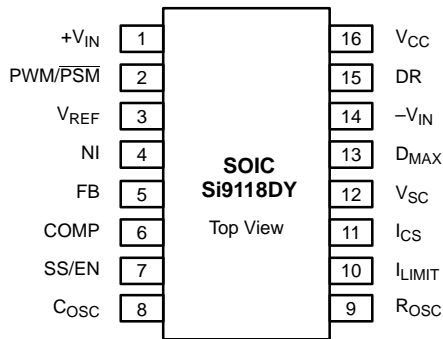 +VIN 1 16 VCC
PWM/PSM 2 15 DR
VREF 3 14 –VIN
NI 4 13 DMAX
FB 5 12 VSC
COMP 6 11 ICS
SS/EN 7 10 ILIMIT
COSC 8 9 ROSC
SOIC
Si9118DY
Top View